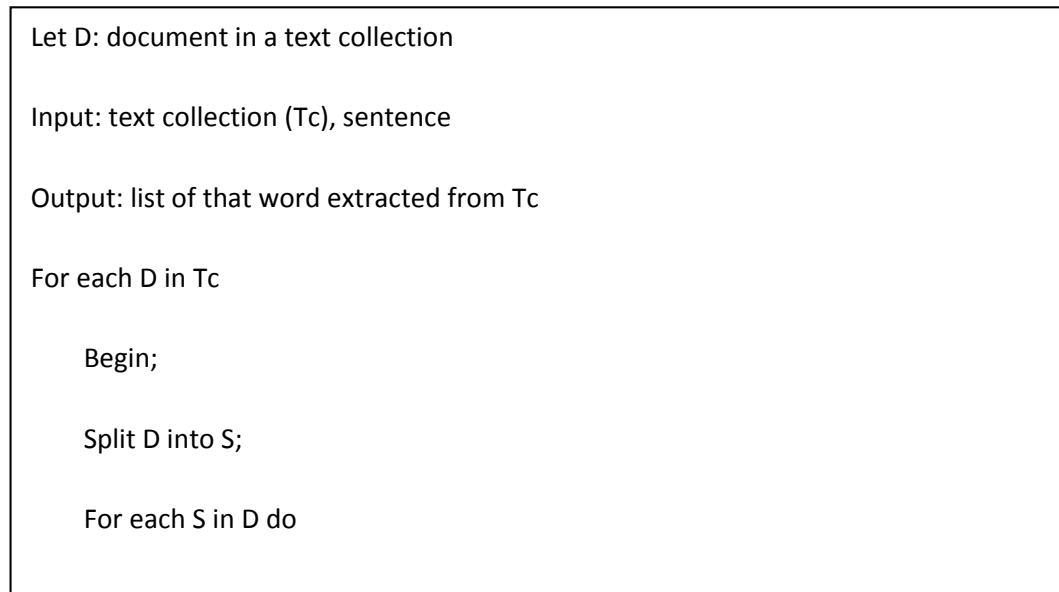 Let D: document in a text collection
Input: text collection (Tc), sentence
Output: list of that word extracted from Tc
For each D in Tc
Begin;
Split D into S;
For each S in D do